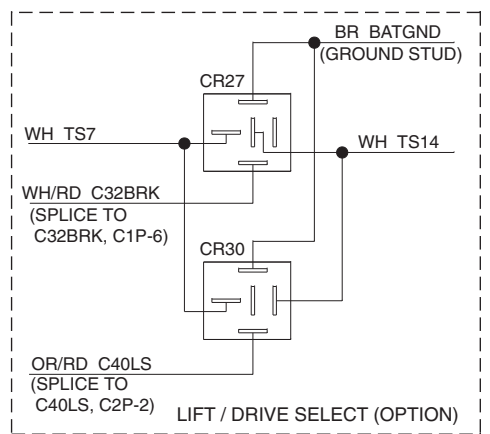 BR BATGND
(GROUND STUD)
CR27
WH TS7
WH TS14
WH/RD C32BRK
(SPLICE TO
C32BRK, C1P-6)
CR30
OR/RD C40LS
(SPLICE TO
C40LS, C2P-2)
LIFT / DRIVE SELECT (OPTION)